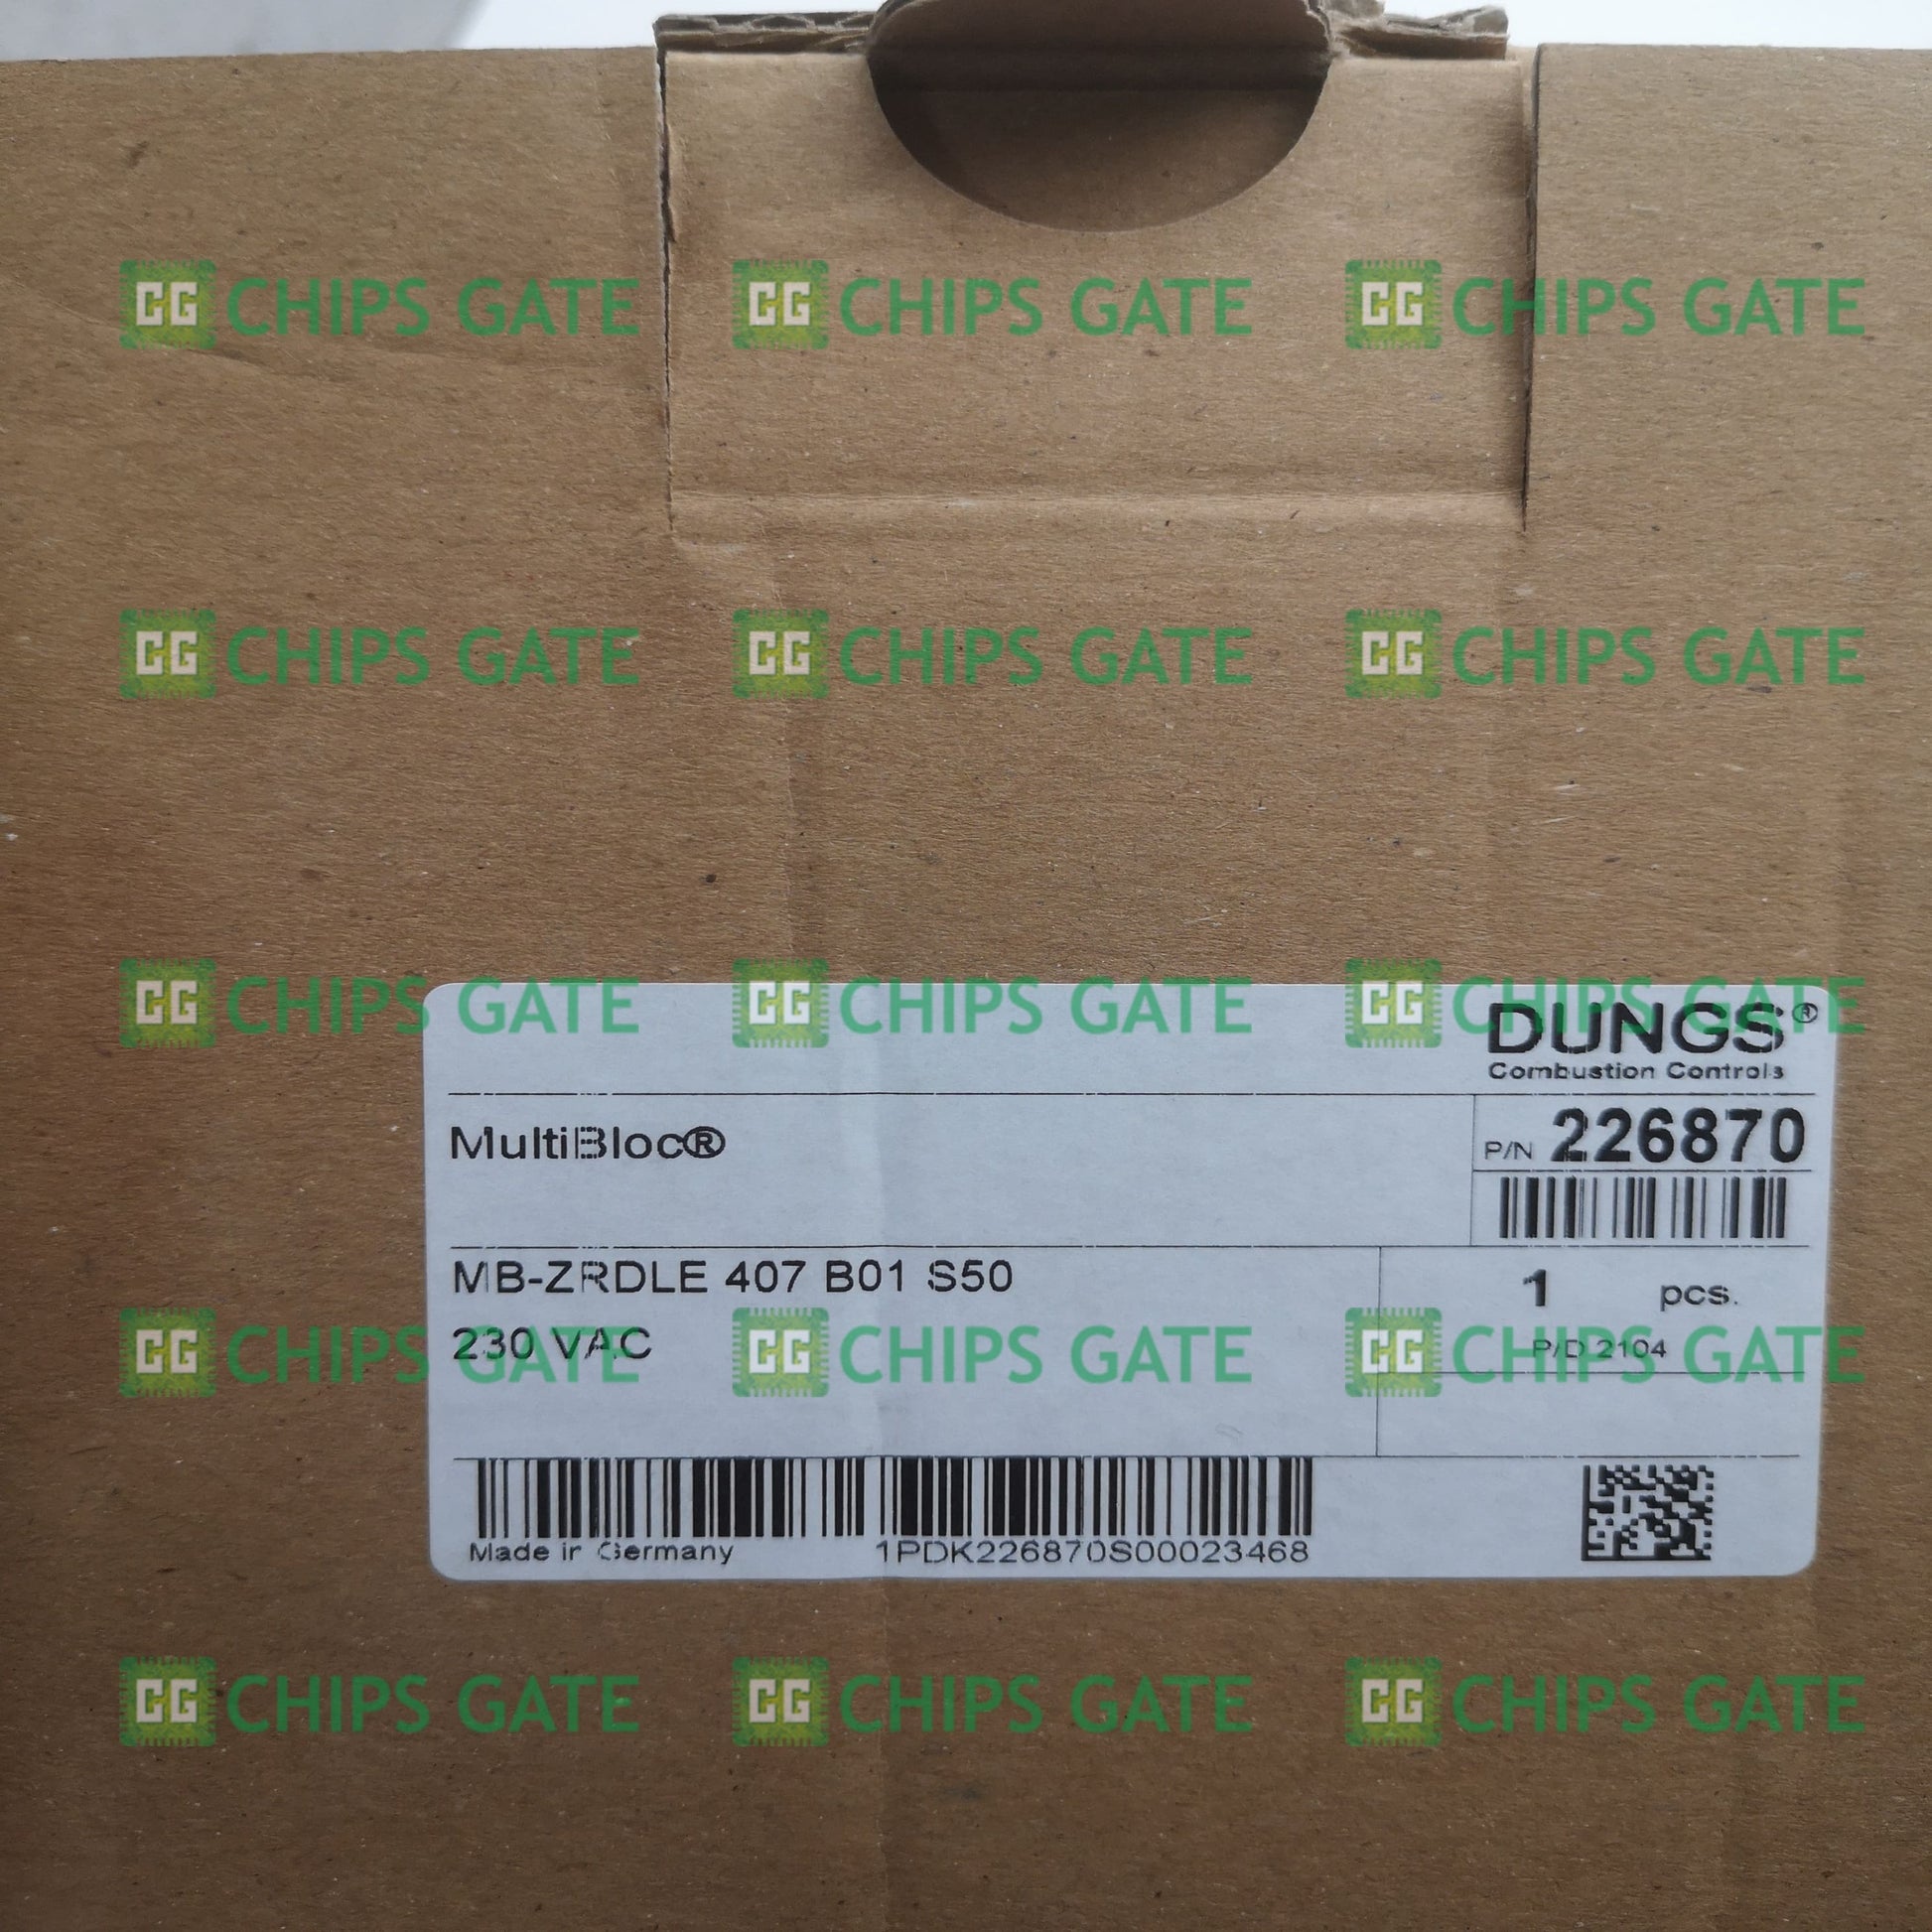 CG CHIPS GATE CG CHIPS GATE CG CHIPS GATE
CG CHIPS GATE CG CHIPS GATE CG CHIPS GATE
CG CHIPS GATE CG CHIPS GATE CG CHIPS GATE
DUNGS®
Combustion Controls
MultiBloc®
P/N 226870
MB-ZRDLE 407 B01 S50
1 pcs.
230 VAC
P/D 2104
CG CHIPS GATE CG CHIPS GATE CG CHIPS GATE
Made in Germany 1PDK226870S00023468
CG CHIPS GATE CG CHIPS GATE CG CHIPS GATE